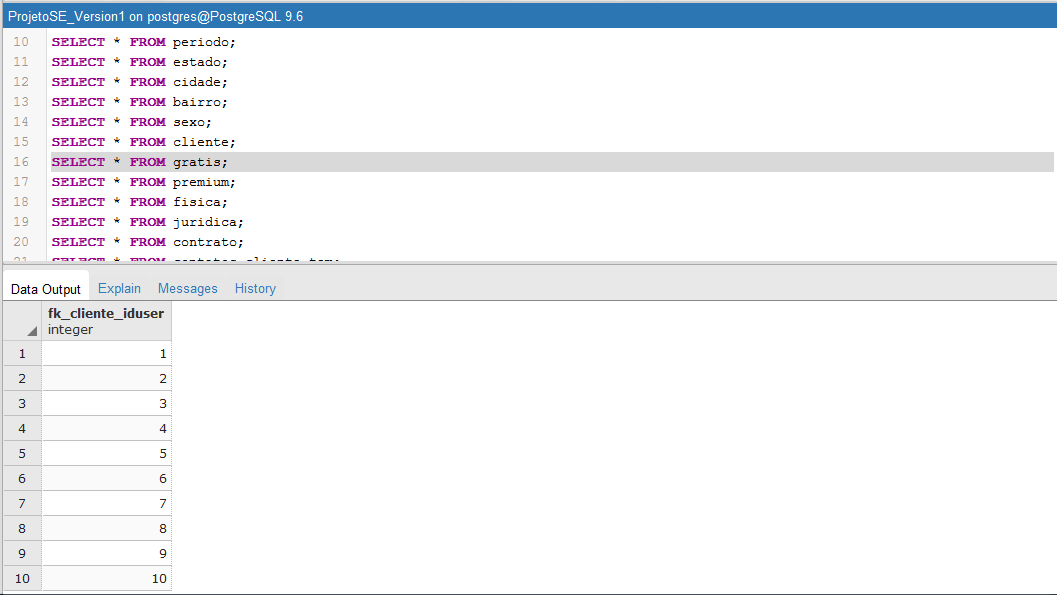 ProjetoSE_Version1 on postgres@PostgreSQL 9.6
10 SELECT * FROM periodo;
11 SELECT * FROM estado;
12 SELECT * FROM cidade;
13 SELECT * FROM bairro;
14 SELECT * FROM sexo;
15 SELECT * FROM cliente;
16 SELECT * FROM gratis;
17 SELECT * FROM premium;
18 SELECT * FROM fisica;
19 SELECT * FROM juridica;
20 SELECT * FROM contrato;
21 SELECT * FROM
Data Output Explain Messages History
fk_cliente_iduser
integer
1 1
2 2
3 3
4 4
5 5
6 6
7 7
8 8
9 9
10 10